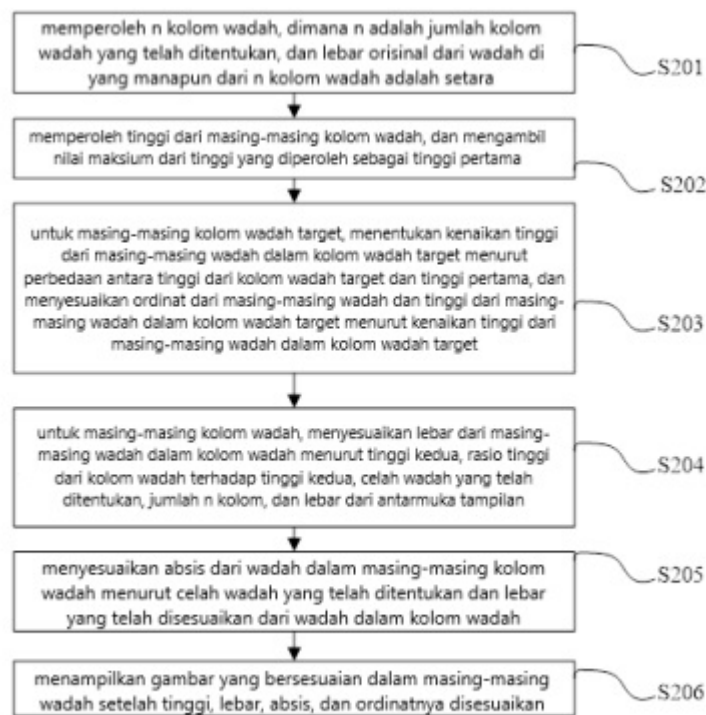 memperoleh n kolom wadah, dimana n adalah jumlah kolom
wadah yang telah ditentukan, dan lebar orisinal dari wadah di
yang manapun dari n kolom wadah adalah setara
S201
memperoleh tinggi dari masing-masing kolom wadah, dan mengambil
nilai maksium dari tinggi yang diperoleh sebagai tinggi pertama
S202
untuk masing-masing kolom wadah target, menentukan kenaikan tinggi
dari masing-masing wadah dalam kolom wadah target menurut
perbedaan antara tinggi dari kolom wadah target dan tinggi pertama, dan
menyesuaikan ordinat dari masing-masing wadah dan tinggi dari masing-
masing wadah dalam kolom wadah target menurut kenaikan tinggi dari
masing-masing wadah dalam kolom wadah target
S203
untuk masing-masing kolom wadah, menyesuaikan lebar dari masing-
masing wadah dalam kolom wadah menurut tinggi kedua, rasio tinggi
dari kolom wadah terhadap tinggi kedua, celah wadah yang telah
ditentukan, jumlah n kolom, dan lebar dari antarmuka tampilan
S204
menyesuaikan absis dari wadah dalam masing-masing kolom
wadah menurut celah wadah yang telah ditentukan dan lebar
yang telah disesuaikan dari wadah dalam kolom wadah
S205
menampilkan gambar yang bersesuaian dalam masing-masing
wadah setelah tinggi, lebar, absis, dan ordinatnya disesuaikan
S206